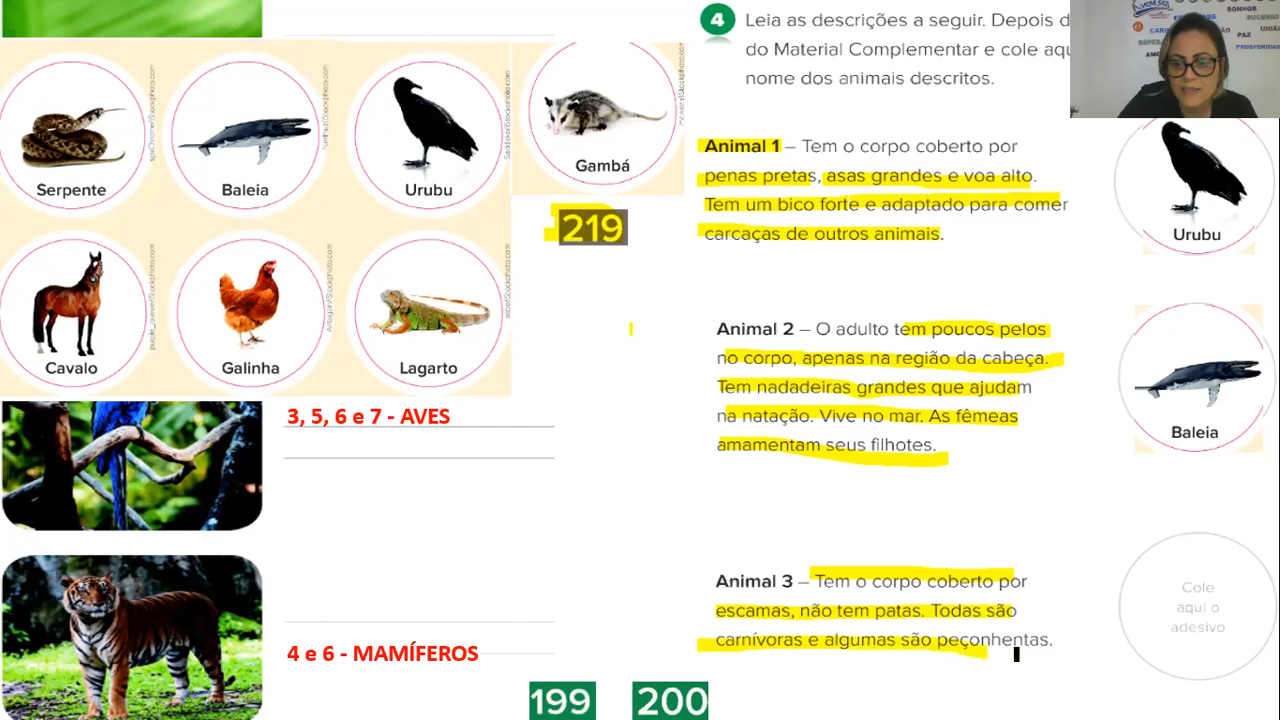 4 Leia as descrições a seguir. Depois d
do Material Complementar e cole aqu
nome dos animais descritos.
SONHOS
SUCESSO
PAZ
PROSPERIDAD
Serpente
Baleia
Urubu
Gambá
219
Cavalo
Galinha
Lagarto
3, 5, 6 e 7 - AVES
4 e 6 - MAMÍFEROS
199
200
Animal 1 – Tem o corpo coberto por
penas pretas, asas grandes e voa alto.
Tem um bico forte e adaptado para comer
carcaças de outros animais.
Urubu
Animal 2 – O adulto tem poucos pelos
no corpo, apenas na região da cabeça.
Tem nadadeiras grandes que ajudam
na natação. Vive no mar. As fêmeas
amamentam seus filhotes.
Baleia
Animal 3 – Tem o corpo coberto por
escamas, não tem patas. Todas são
carnívoras e algumas são peçonhentas.
Cole
aqui o
adesivo